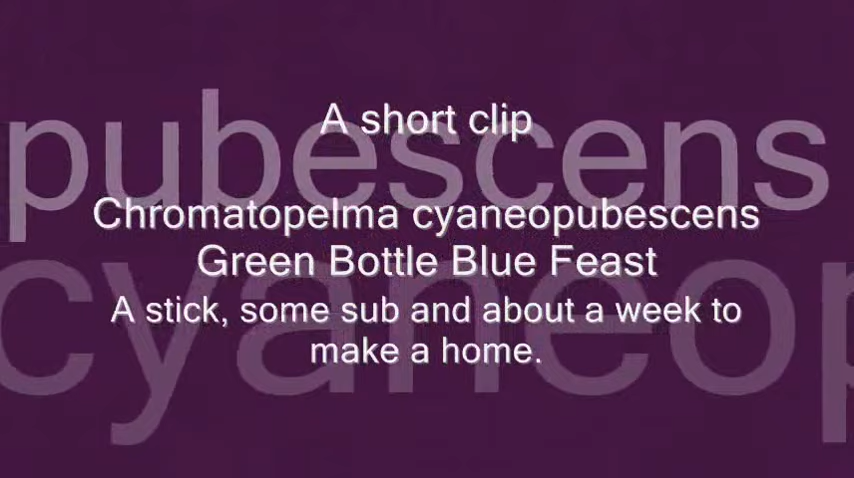 A short clip
pubescens
Chromatopelma cyaneopubescens
Green Bottle Blue Feast
cyaneop
A stick, some sub and about a week to
make a home.